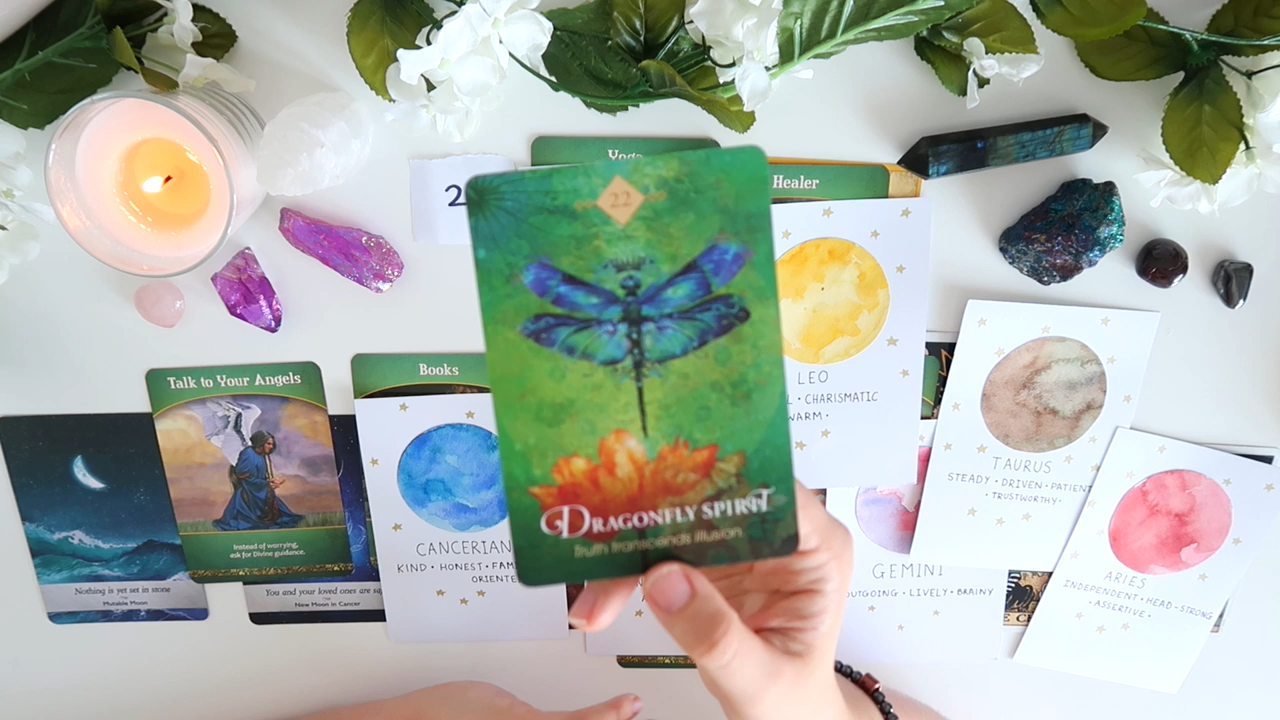 Yoga
2
22
Healer
DRAGONFLY SPIRIT
Truth transcends illusion
Talk to Your Angels
Instead of worrying,
ask for Divine guidance.
Nothing is yet set in stone
Mutable Moon
Books
And you and your loved ones are sa
New Moon in Cancer
CANCERIAN
KIND • HONEST • FAM
ORIENTE
LEO
L • CHARISMATIC
WARM •
TAURUS
STEADY • DRIVEN • PATIENT
• TRUSTWORTHY •
GEMINI
OUTGOING • LIVELY • BRAINY
ARIES
INDEPENDENT • HEAD-STRONG
• ASSERTIVE •